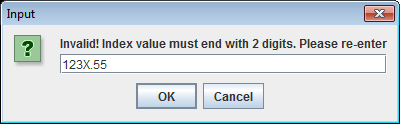 Input
Invalid! Index value must end with 2 digits. Please re-enter
123X.55
OK Cancel